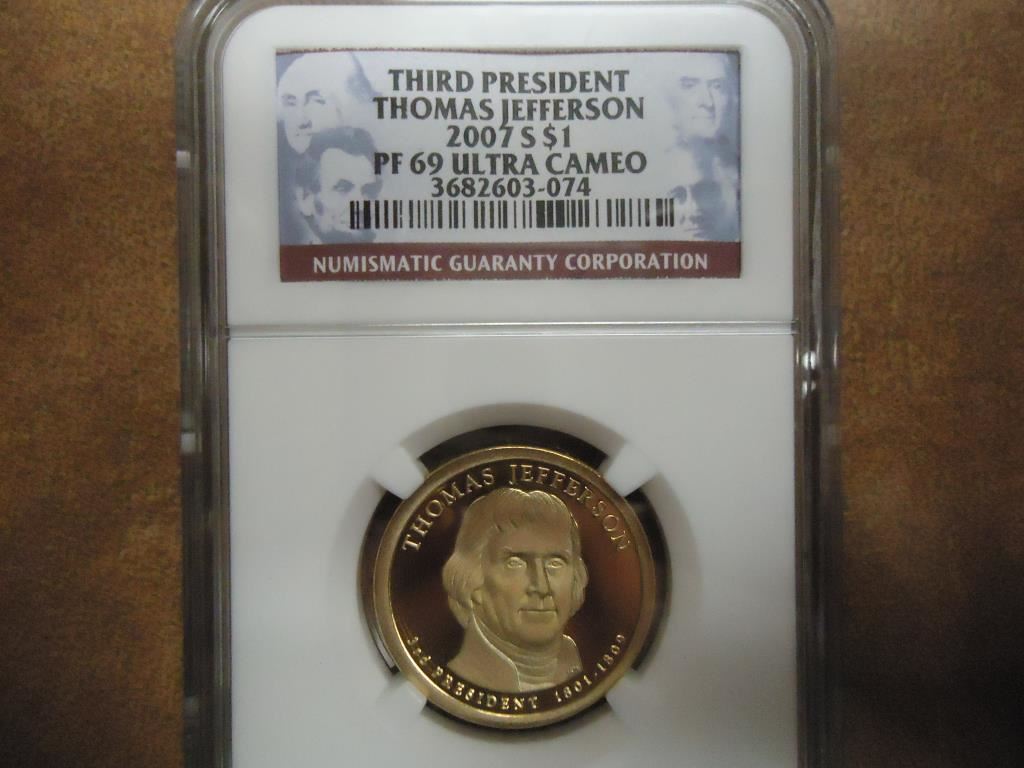 THIRD PRESIDENT
THOMAS JEFFERSON
2007 S $1
PF 69 ULTRA CAMEO
3682603-074
NUMISMATIC GUARANTY CORPORATION
THOMAS JEFFERSON
3rd PRESIDENT 1801-1809